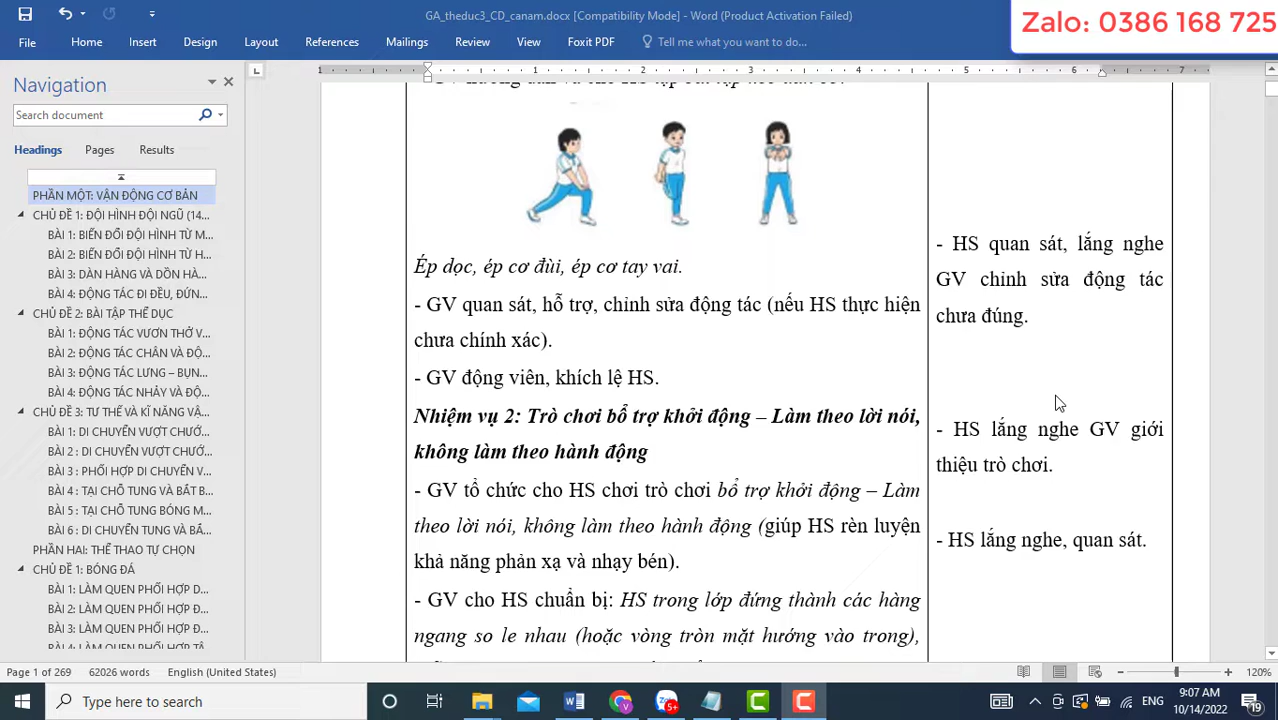 GA_theduc3_CD_canam.docx [Compatibility Mode] - Word (Product Activation Failed)
Zalo: 0386 168 725
File Home Insert Design Layout References Mailings Review View Foxit PDF Tell me what you want to do...
Navigation
Search document
Headings Pages Results
PHẦN MỘT: VẬN ĐỘNG CƠ BẢN
CHỦ ĐỀ 1: ĐỘI HÌNH ĐỘI NGŨ (14...
BÀI 1: BIẾN ĐỔI ĐỘI HÌNH TỪ M...
BÀI 2: BIẾN ĐỔI ĐỘI HÌNH TỪ H...
BÀI 3: DÀN HÀNG VÀ DỒN HÀ...
BÀI 4: ĐỘNG TÁC ĐI ĐỀU, ĐỨN...
CHỦ ĐỀ 2: BÀI TẬP THỂ DỤC
BÀI 1: ĐỘNG TÁC VƯƠN THỞ V...
BÀI 2: ĐỘNG TÁC CHÂN VÀ ĐỘ...
BÀI 3: ĐỘNG TÁC LƯNG – BỤN...
BÀI 4: ĐỘNG TÁC NHẢY VÀ ĐỘ...
CHỦ ĐỀ 3: TƯ THẾ VÀ KĨ NĂNG VẬ...
BÀI 1: DI CHUYỂN VƯỢT CHƯỚ...
BÀI 2 : DI CHUYỂN VƯỢT CHƯỚ...
BÀI 3 : PHỐI HỢP DI CHUYỂN V...
BÀI 4 : TẠI CHỖ TUNG VÀ BẮT B...
BÀI 5 : TẠI CHỖ TUNG BÓNG M...
BÀI 6 : DI CHUYỂN TUNG VÀ BẮ...
PHẦN HAI: THỂ THAO TỰ CHỌN
CHỦ ĐỀ 1: BÓNG ĐÁ
BÀI 1: LÀM QUEN PHỐI HỢP D...
BÀI 2: LÀM QUEN PHỐI HỢP Đ...
BÀI 3: LÀM QUEN PHỐI HỢP Đ...
1 1 2 3 4 5 6 7
Ép dọc, ép cơ đùi, ép cơ tay vai.
- GV quan sát, hỗ trợ, chỉnh sửa động tác (nếu HS thực hiện
chưa chính xác).
- GV động viên, khích lệ HS.
Nhiệm vụ 2: Trò chơi bổ trợ khởi động – Làm theo lời nói,
không làm theo hành động
- GV tổ chức cho HS chơi trò chơi bổ trợ khởi động – Làm
theo lời nói, không làm theo hành động (giúp HS rèn luyện
khả năng phản xạ và nhạy bén).
- GV cho HS chuẩn bị: HS trong lớp đứng thành các hàng
ngang so le nhau (hoặc vòng tròn mặt hướng vào trong),
- HS quan sát, lắng nghe
GV chỉnh sửa động tác
chưa đúng.
- HS lắng nghe GV giới
thiệu trò chơi.
- HS lắng nghe, quan sát.
Page 1 of 269 62026 words English (United States) 120%
Type here to search
5+
ENG
9:07 AM
10/14/2022
19